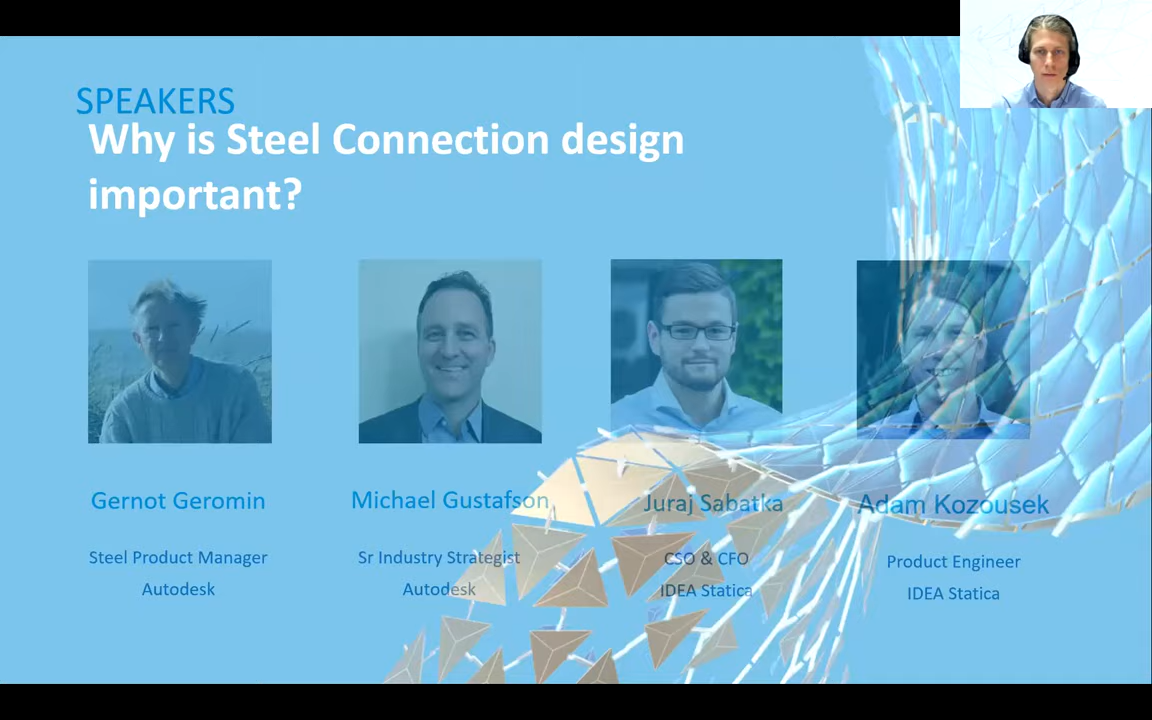 SPEAKERS
Why is Steel Connection design
important?
Gernot Geromin
Michael Gustafson
Juraj Sabatka
Adam Kozousek
Steel Product Manager
Autodesk
Sr Industry Strategist
Autodesk
CSO & CFO
IDEA Statica
Product Engineer
IDEA Statica